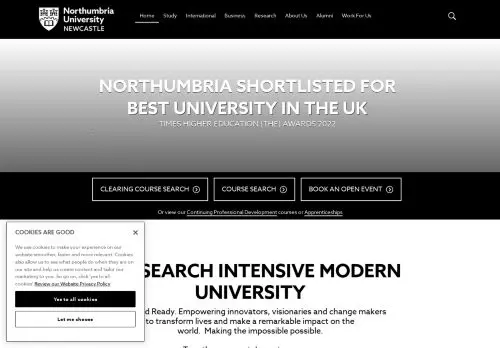 Northumbria
University
NEWCASTLE
Home Study International Business Research About Us Alumni Work For Us
NORTHUMBRIA SHORTLISTED FOR
BEST UNIVERSITY IN THE UK
TIMES HIGHER EDUCATION (THE) AWARDS 2022
CLEARING COURSE SEARCH COURSE SEARCH BOOK AN OPEN EVENT
Or view our Continuing Professional Development courses or Apprenticeships
COOKIES ARE GOOD
We use cookies to make your experience on our
website smoother, faster and more relevant. Cookies
also allow us to see what people do when they are on
our site and help us create content and tailor our
marketing to you. So go on, click 'yes to all
cookies' Review our Website Privacy Policy
Yes to all cookies
Let me choose
SEARCH INTENSIVE MODERN
UNIVERSITY
d Ready. Empowering innovators, visionaries and change makers
to transform lives and make a remarkable impact on the
world. Making the impossible possible.